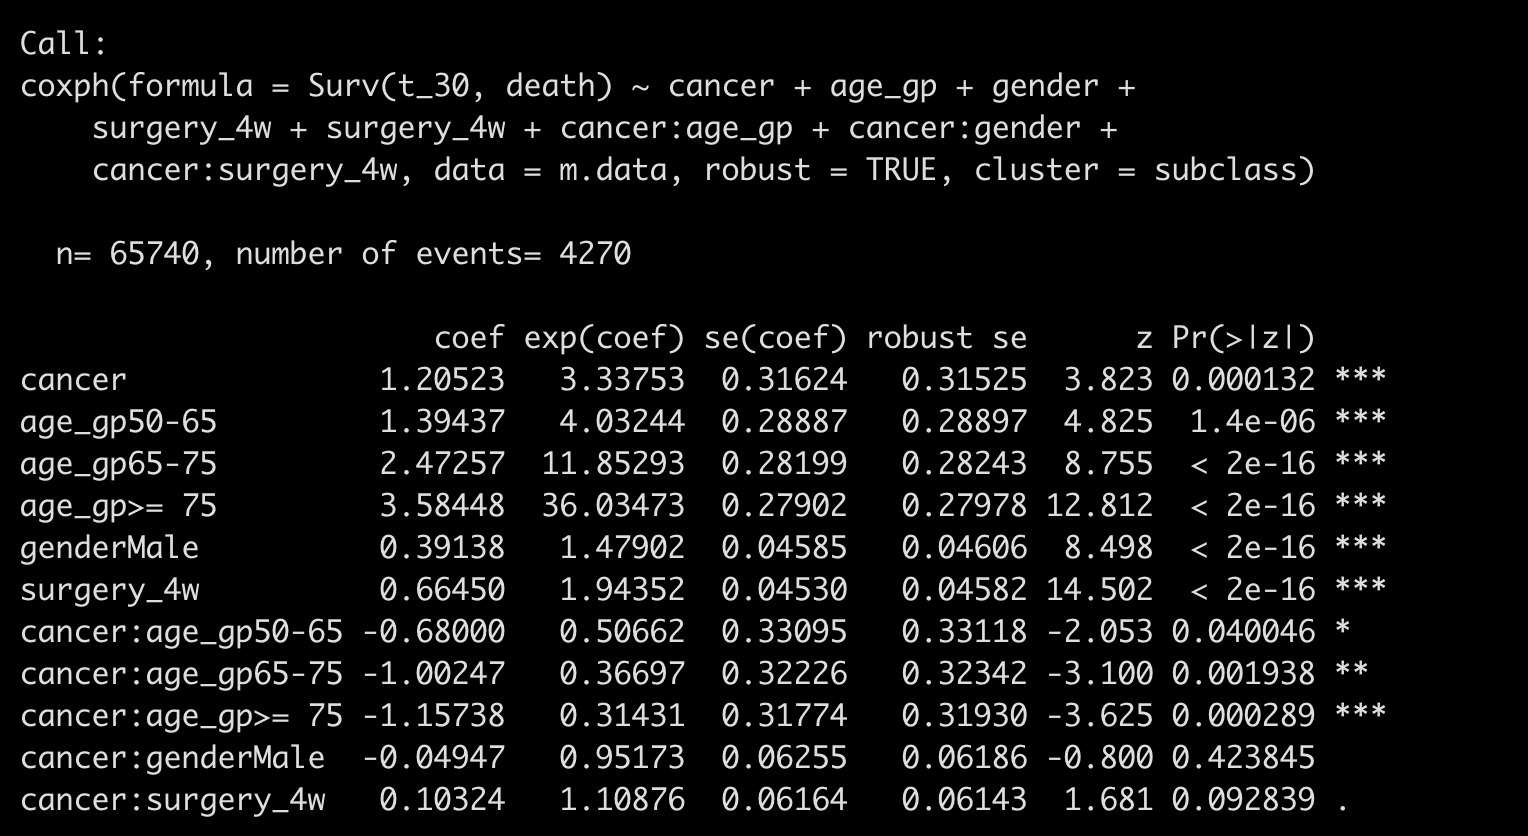 Call:
coxph(formula = Surv(t_30, death) ~ cancer + age_gp + gender +
    surgery_4w + surgery_4w + cancer:age_gp + cancer:gender +
    cancer:surgery_4w, data = m.data, robust = TRUE, cluster = subclass)

  n= 65740, number of events= 4270

                       coef exp(coef) se(coef) robust se      z Pr(>|z|)
cancer              1.20523   3.33753  0.31624   0.31525  3.823 0.000132 ***
age_gp50-65         1.39437   4.03244  0.28887   0.28897  4.825  1.4e-06 ***
age_gp65-75         2.47257  11.85293  0.28199   0.28243  8.755  < 2e-16 ***
age_gp>= 75         3.58448  36.03473  0.27902   0.27978 12.812  < 2e-16 ***
genderMale          0.39138   1.47902  0.04585   0.04606  8.498  < 2e-16 ***
surgery_4w          0.66450   1.94352  0.04530   0.04582 14.502  < 2e-16 ***
cancer:age_gp50-65 -0.68000   0.50662  0.33095   0.33118 -2.053 0.040046 *
cancer:age_gp65-75 -1.00247   0.36697  0.32226   0.32342 -3.100 0.001938 **
cancer:age_gp>= 75 -1.15738   0.31431  0.31774   0.31930 -3.625 0.000289 ***
cancer:genderMale  -0.04947   0.95173  0.06255   0.06186 -0.800 0.423845
cancer:surgery_4w   0.10324   1.10876  0.06164   0.06143  1.681 0.092839 .